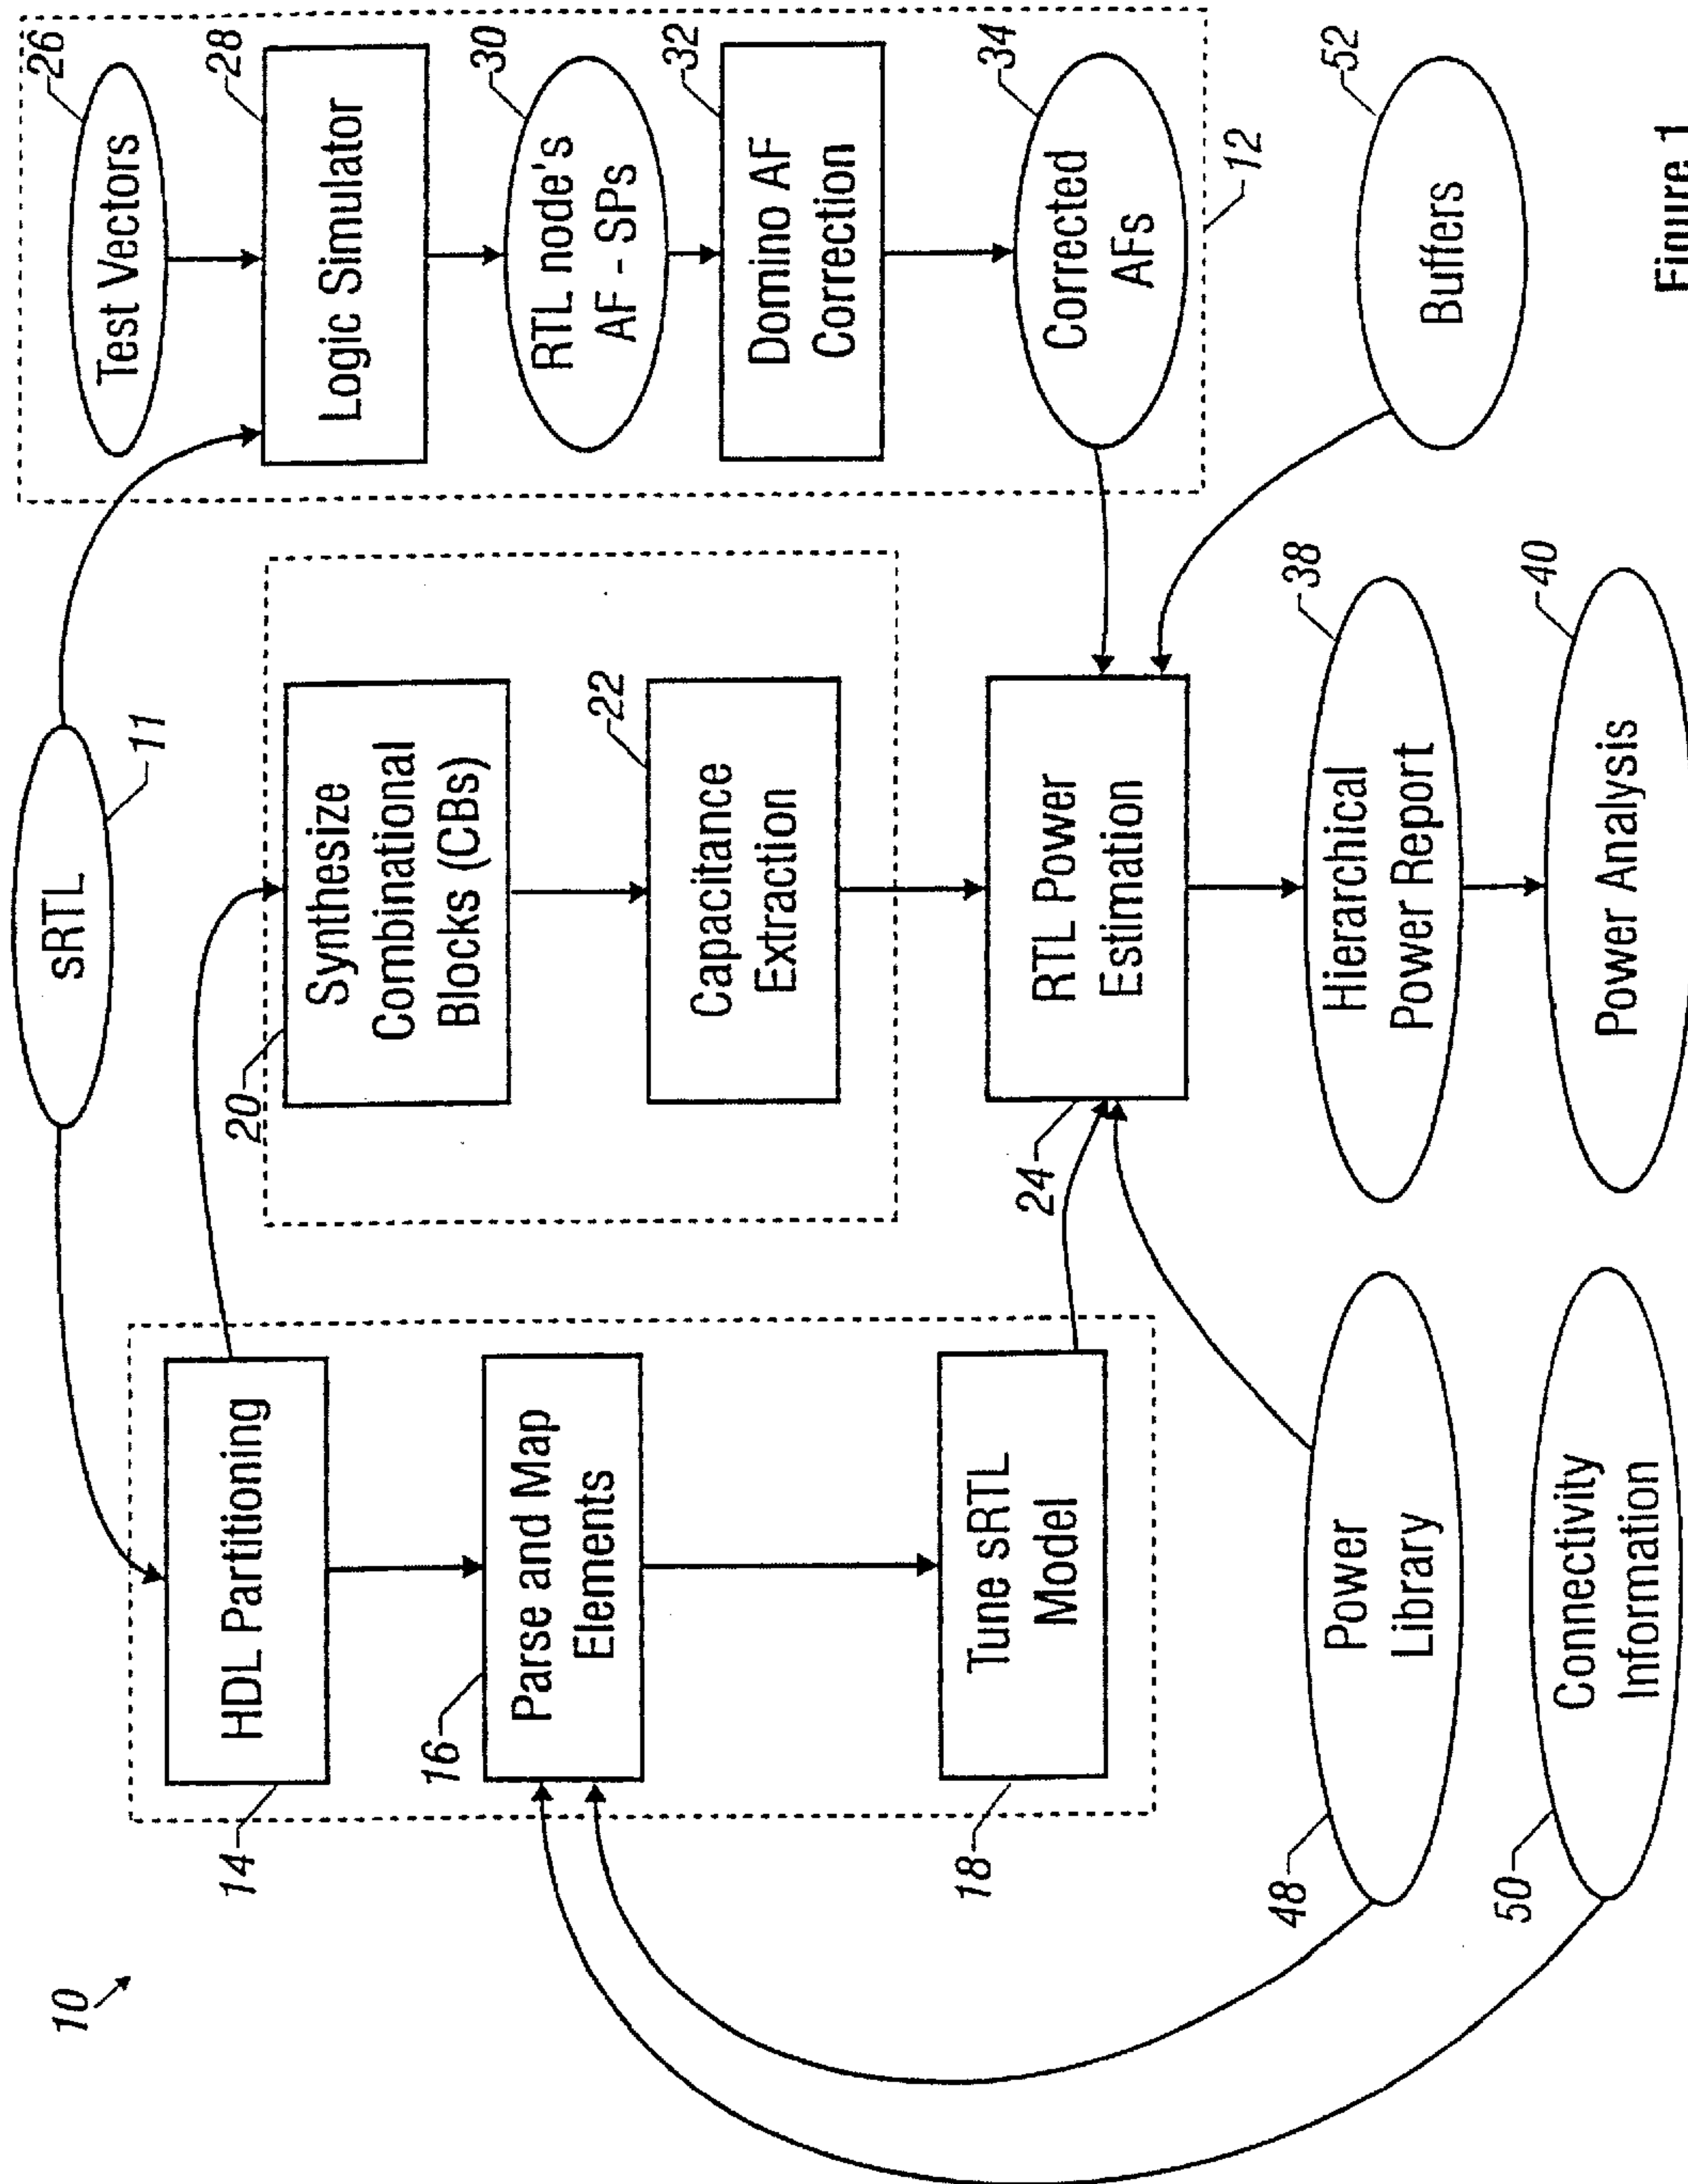 10
sRTL
11
14
HDL Partitioning
16
Parse and Map
Elements
18
Tune sRTL
Model
20
Synthesize
Combinational
Blocks (CBs)
22
Capacitance
Extraction
24
RTL Power
Estimation
26
Test Vectors
28
Logic Simulator
30
RTL node's
AF - SPs
32
Domino AF
Correction
34
Corrected
AFs
12
48
Power
Library
50
Connectivity
Information
38
Hierarchical
Power Report
40
Power Analysis
52
Buffers
Figure 1